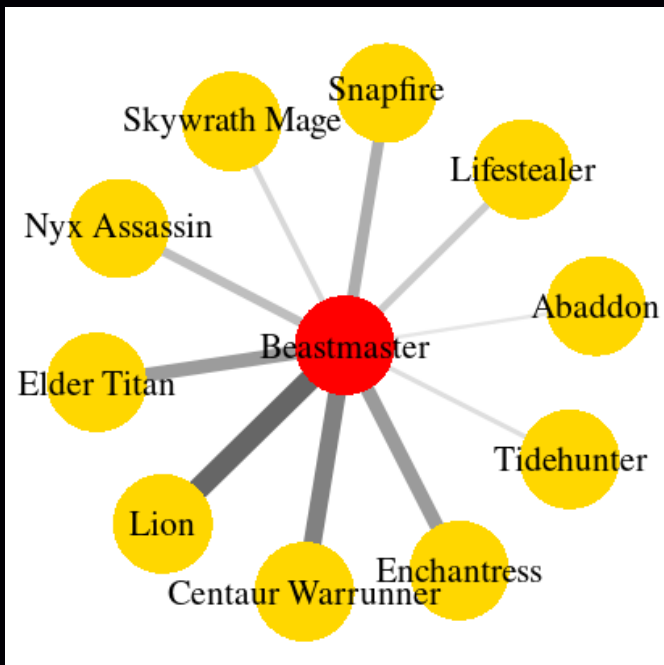 Snapfire
Skywrath Mage
Lifestealer
Nyx Assassin
Abaddon
Beastmaster
Elder Titan
Tidehunter
Lion
Enchantress
Centaur Warrunner